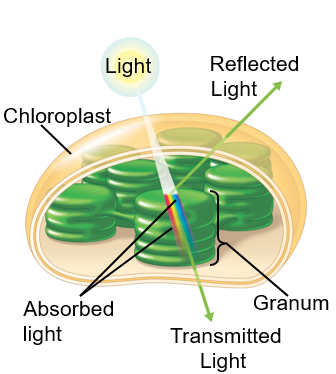 Light
Reflected
Light
Chloroplast
Absorbed
light
Granum
Transmitted
Light